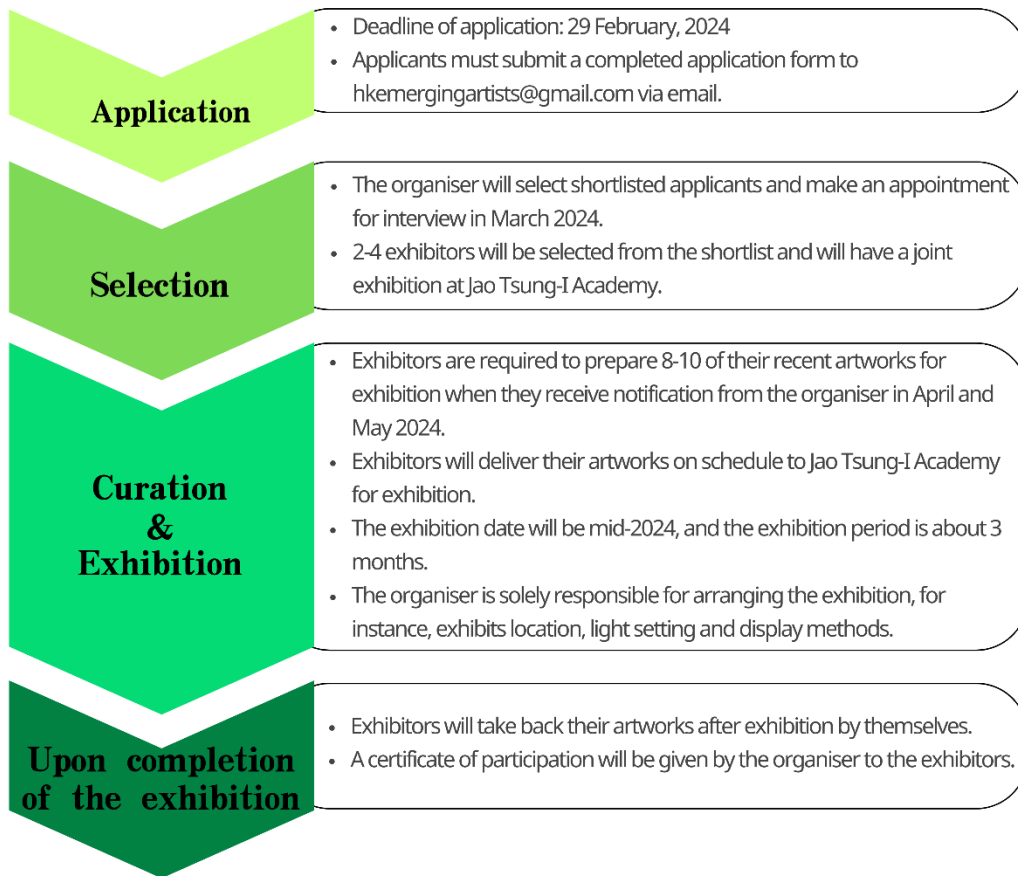 Application
• Deadline of application: 29 February, 2024
• Applicants must submit a completed application form to
hkemergingartists@gmail.com via email.
Selection
• The organiser will select shortlisted applicants and make an appointment
for interview in March 2024.
• 2-4 exhibitors will be selected from the shortlist and will have a joint
exhibition at Jao Tsung-I Academy.
Curation
&
Exhibition
• Exhibitors are required to prepare 8-10 of their recent artworks for
exhibition when they receive notification from the organiser in April and
May 2024.
• Exhibitors will deliver their artworks on schedule to Jao Tsung-I Academy
for exhibition.
• The exhibition date will be mid-2024, and the exhibition period is about 3
months.
• The organiser is solely responsible for arranging the exhibition, for
instance, exhibits location, light setting and display methods.
Upon completion
of the exhibition
• Exhibitors will take back their artworks after exhibition by themselves.
• A certificate of participation will be given by the organiser to the exhibitors.